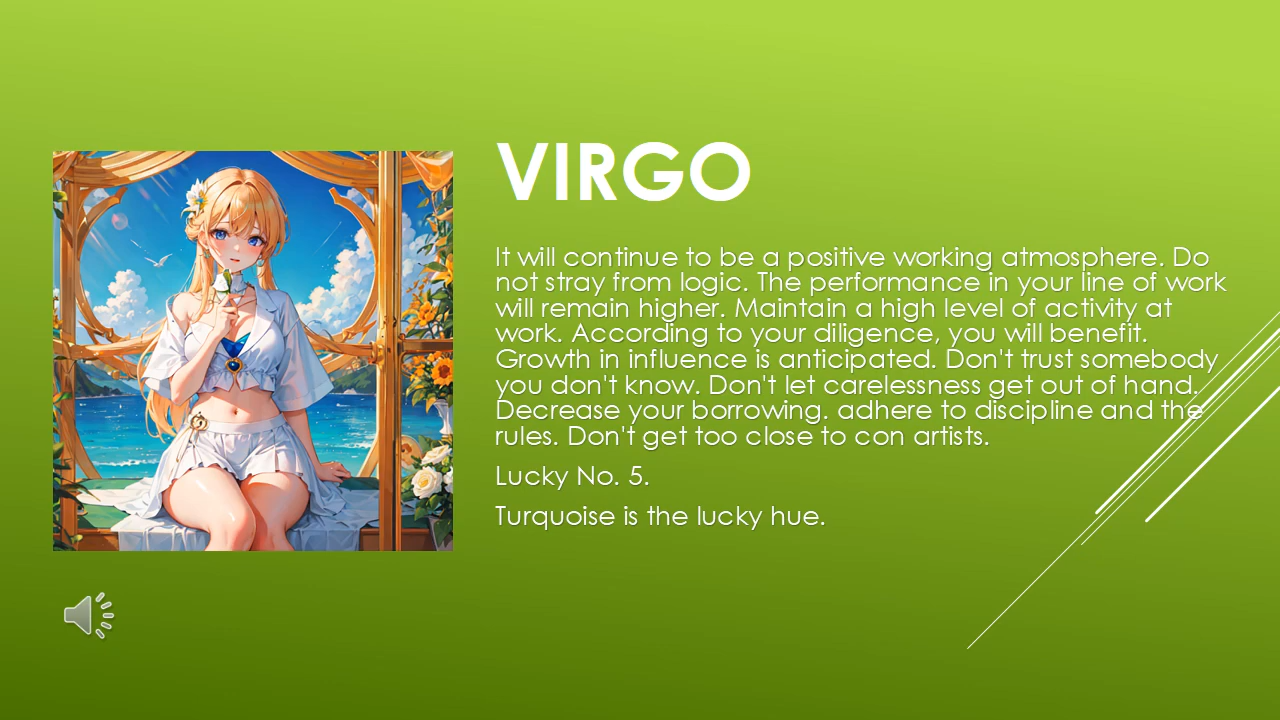 VIRGO
It will continue to be a positive working atmosphere. Do
not stray from logic. The performance in your line of work
will remain higher. Maintain a high level of activity at
work. According to your diligence, you will benefit.
Growth in influence is anticipated. Don't trust somebody
you don't know. Don't let carelessness get out of hand.
Decrease your borrowing. adhere to discipline and the
rules. Don't get too close to con artists.
Lucky No. 5.
Turquoise is the lucky hue.